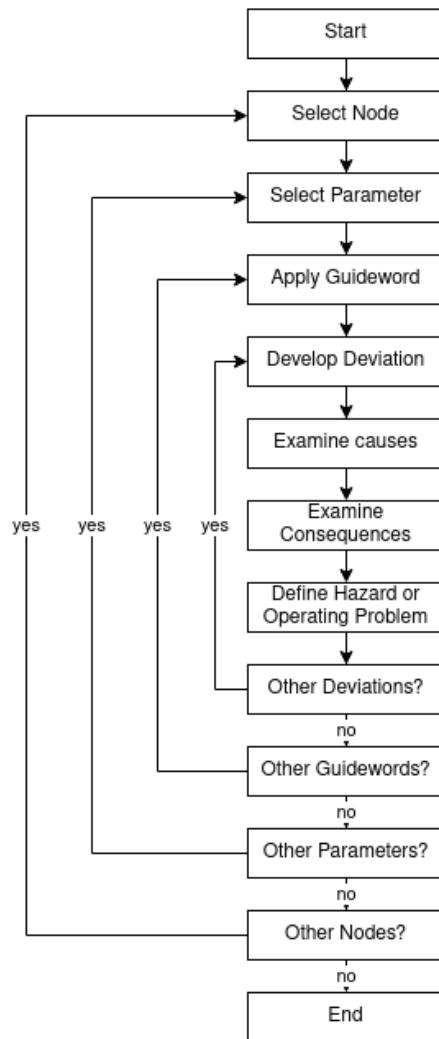 Start
Select Node
Select Parameter
Apply Guideword
Develop Deviation
Examine causes
yes yes yes yes
Examine
Consequences
Define Hazard or
Operating Problem
Other Deviations?
no
Other Guidewords?
no
Other Parameters?
no
Other Nodes?
no
End